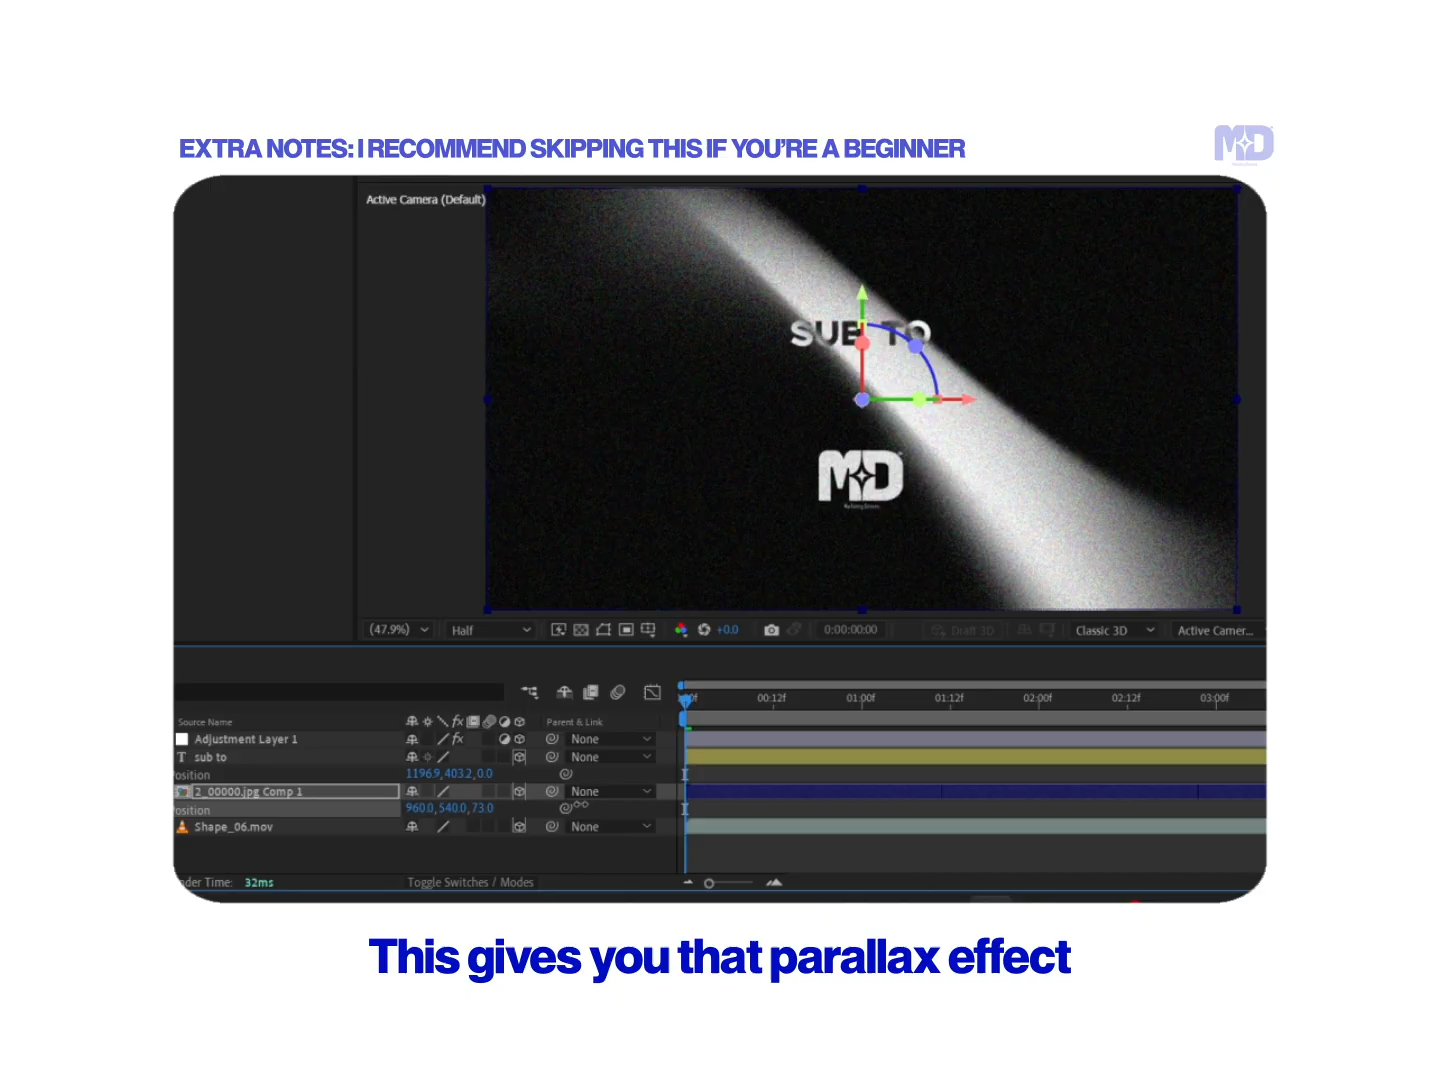 EXTRA NOTES: I RECOMMEND SKIPPING THIS IF YOU'RE A BEGINNER
MD
Active Camera (Default)
SUB TO
MD
(47.9%)
Half
+0.0
0:00:00:00
Draft 3D
Classic 3D
Active Camer...
00:12f
01:00f
01:12f
02:00f
02:12f
03:00f
Source Name
fx
Parent & Link
Adjustment Layer 1
fx
None
T sub to
None
osition
1196.9,403.2,0.0
2_00000.jpg Comp 1
None
osition
960.0,540.0,73.0
Shape_06.mov
None
der Time: 32ms
Toggle Switches / Modes
This gives you that parallax effect